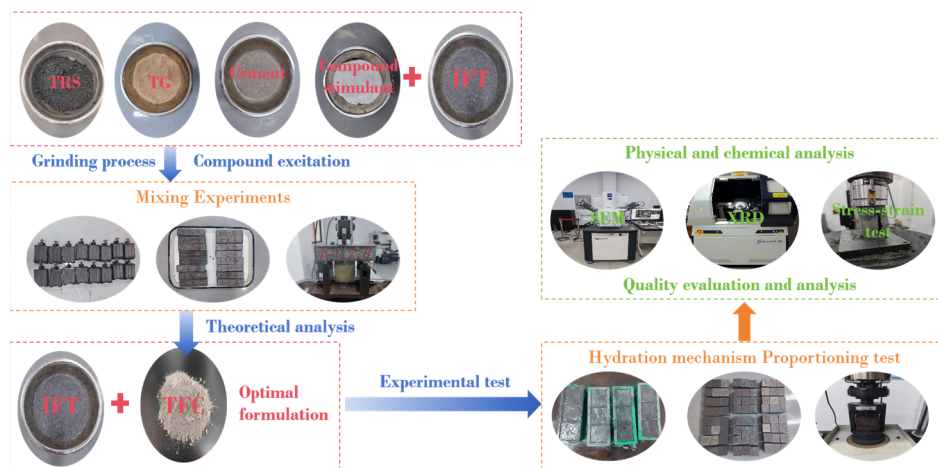 TRS
TG
Cement
Compound
stimulant
+
IFT
Grinding process
Compound excitation
Mixing Experiments
Theoretical analysis
IFT
+
TFC
Optimal
formulation
Experimental test
Physical and chemical analysis
SEM
XRD
Stress-strain
test
Quality evaluation and analysis
Hydration mechanism Proportioning test